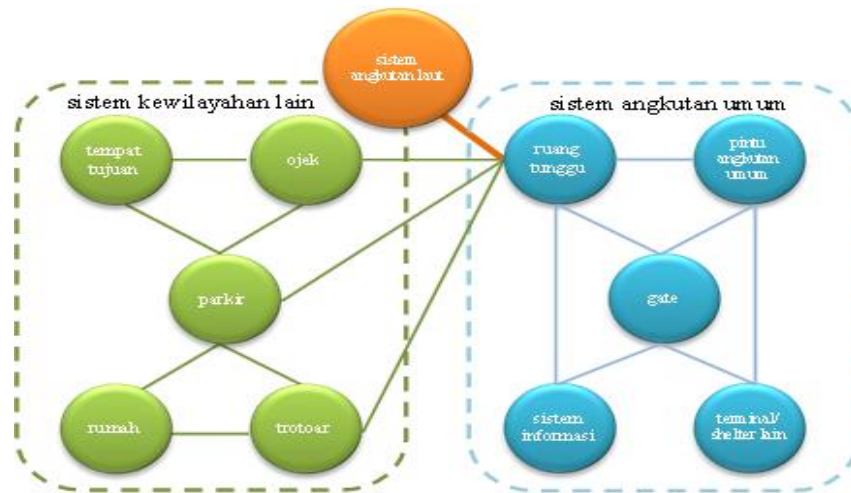 sistem
angkutan laut
sistem kewilayahan lain
sistem angkutan umum
tempat
tujuan
ojek
ruang
tunggu
pintu
angkutan
umum
parkir
gate
rumah
trotoar
sistem
informasi
terminal/
shelter lain